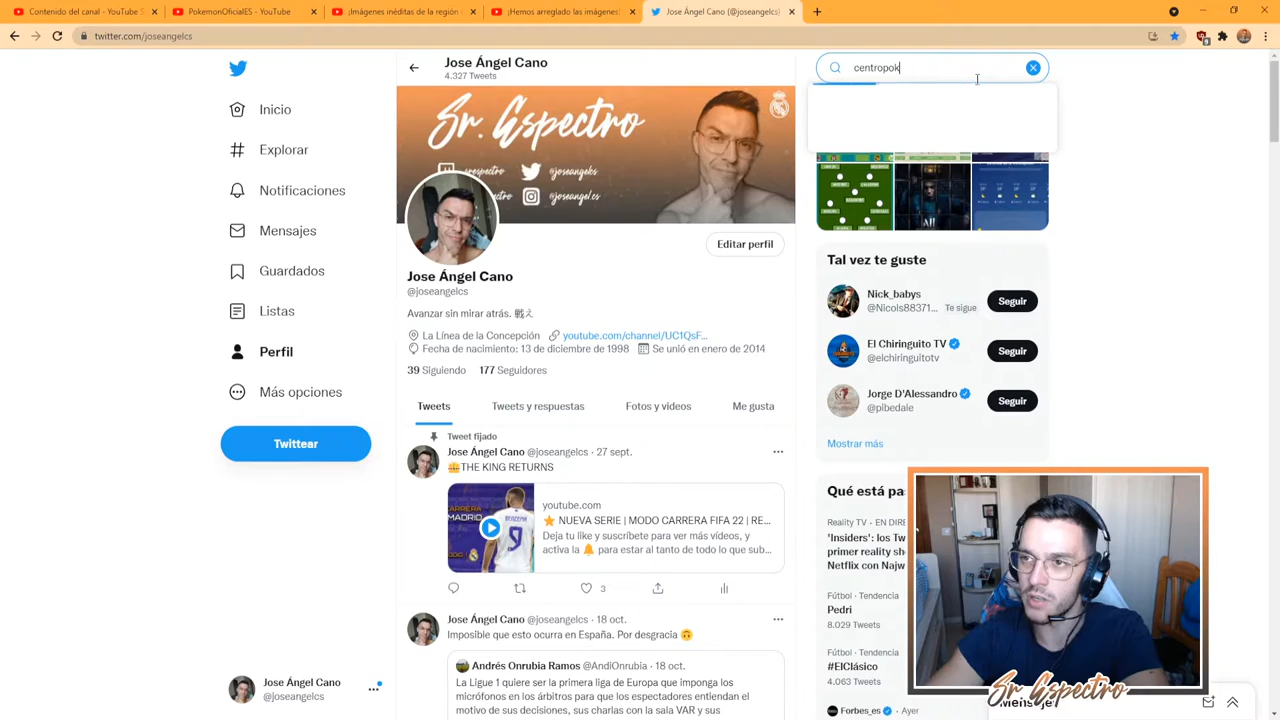 Contenido del canal - YouTube S
PokemonOficialES - YouTube
¡Imágenes inéditas de la región
¡Hemos arreglado las imágenes!
Jose Ángel Cano (@joseangelcs)
twitter.com/joseangelcs
Jose Ángel Cano
4.327 Tweets
centropok
Inicio
Explorar
Notificaciones
Mensajes
Guardados
Listas
Perfil
Más opciones
Twittear
Sr. Espectro
@joseangelcs
@joseangel.cs
Editar perfil
Jose Ángel Cano
@joseangelcs
Avanzar sin mirar atrás. 戦え
La Línea de la Concepción
youtube.com/channel/UC1QsF...
Fecha de nacimiento: 13 de diciembre de 1998
Se unió en enero de 2014
39 Siguiendo
177 Seguidores
Tweets
Tweets y respuestas
Fotos y videos
Me gusta
Tweet fijado
Jose Ángel Cano @joseangelcs · 27 sept.
THE KING RETURNS
youtube.com
⭐ NUEVA SERIE | MODO CARRERA FIFA 22 | RE...
Deja tu like y suscríbete para ver más vídeos, y
activa la 🔔 para estar al tanto de todo lo que sub...
3
Jose Ángel Cano @joseangelcs · 18 oct.
Imposible que esto ocurra en España. Por desgracia 🙃
Andrés Onrubia Ramos @AndiOnrubia · 18 oct.
La Ligue 1 quiere ser la primera liga de Europa que imponga los
micrófonos en los árbitros para que los espectadores entiendan el
motivo de sus decisiones, sus charlas con la sala VAR y sus
Tal vez te guste
Nick_babys
@Nicols88371...
Te sigue
Seguir
El Chiringuito TV
@elchiringuitotv
Seguir
Jorge D'Alessandro
@pibedale
Seguir
Mostrar más
Qué está pa
Reality TV · EN DIRE
'Insiders': los Tw
primer reality sh
Netflix con Najw
Fútbol · Tendencia
Pedri
8.029 Tweets
Fútbol · Tendencia
#ElClásico
4.063 Tweets
Forbes_es · Ayer
Jose Ángel Cano
@joseangelcs
Sr. Espectro